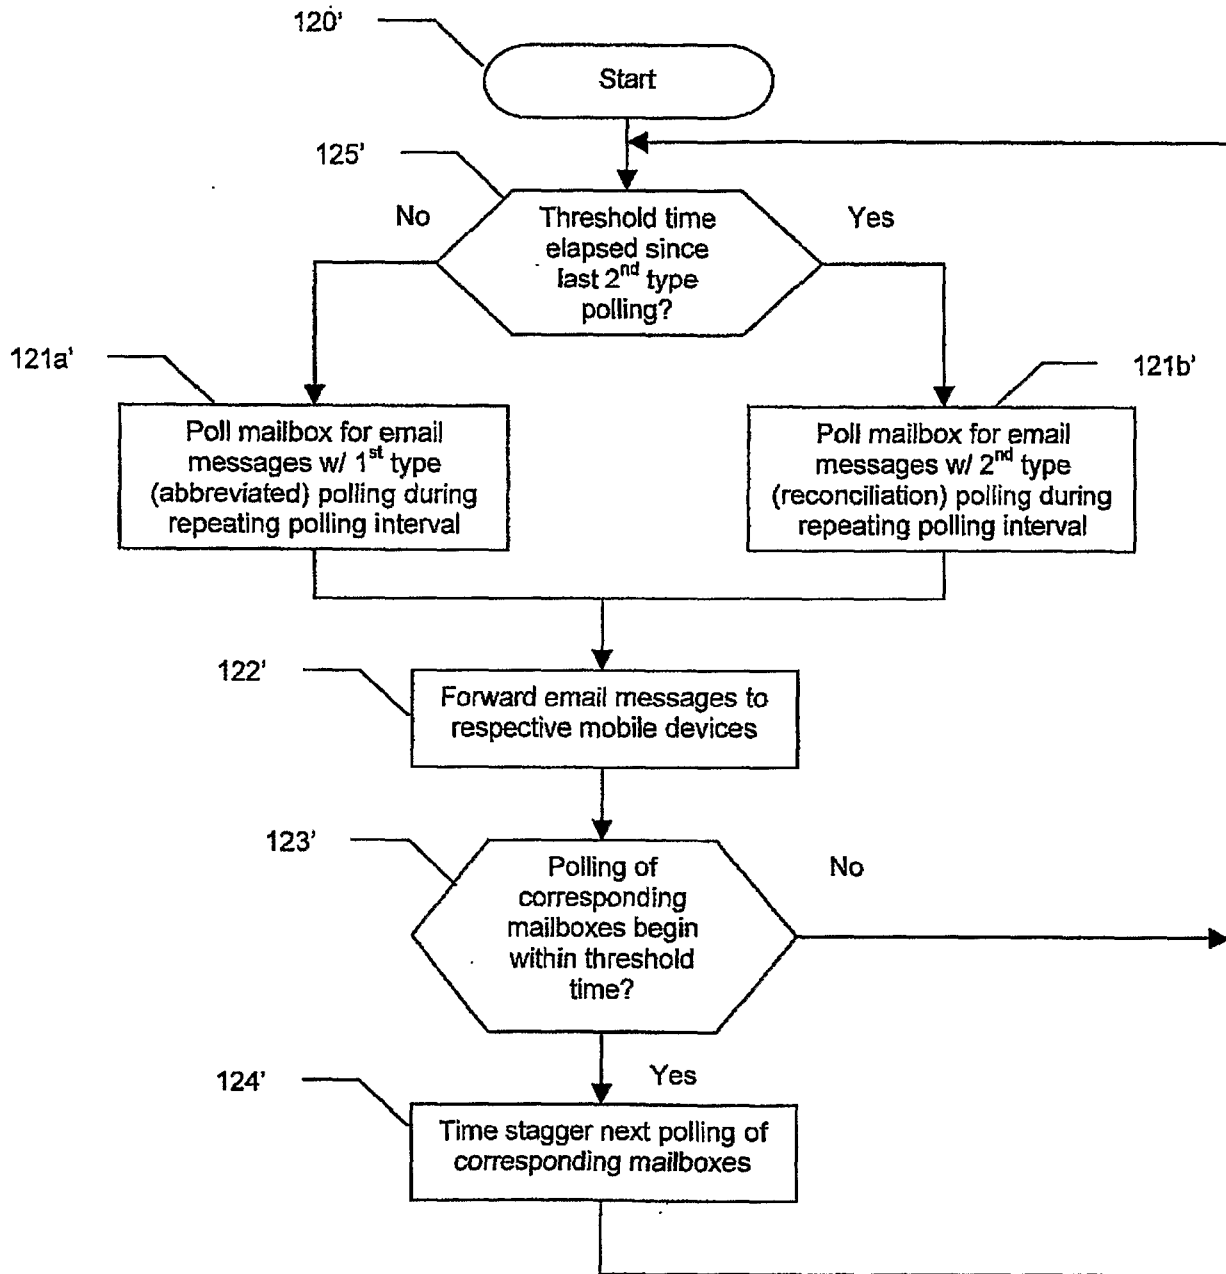 120'
Start
125'
No
Threshold time
elapsed since
last 2nd type
polling?
Yes
121a'
121b'
Poll mailbox for email
messages w/ 1st type
(abbreviated) polling during
repeating polling interval
Poll mailbox for email
messages w/ 2nd type
(reconciliation) polling during
repeating polling interval
122'
Forward email messages to
respective mobile devices
123'
Polling of
corresponding
mailboxes begin
within threshold
time?
No
Yes
124'
Time stagger next polling of
corresponding mailboxes